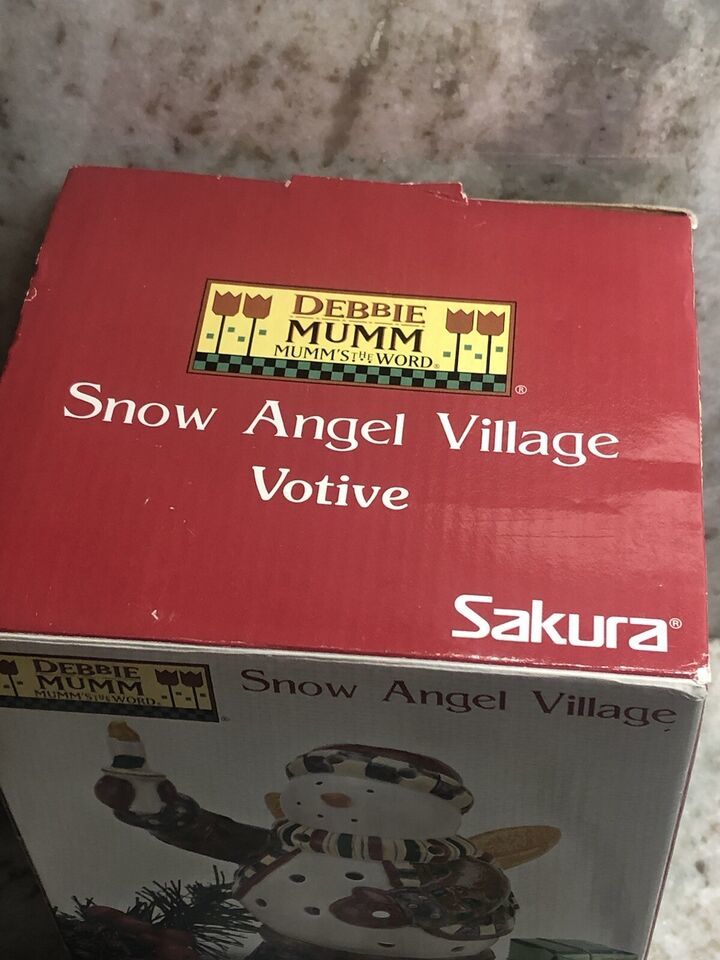 DEBBIE
MUMM
MUMM'S THE WORD®
®
Snow Angel Village
Votive
Sakura®
DEBBIE
MUMM
MUMM'S THE WORD®
®
Snow Angel Village